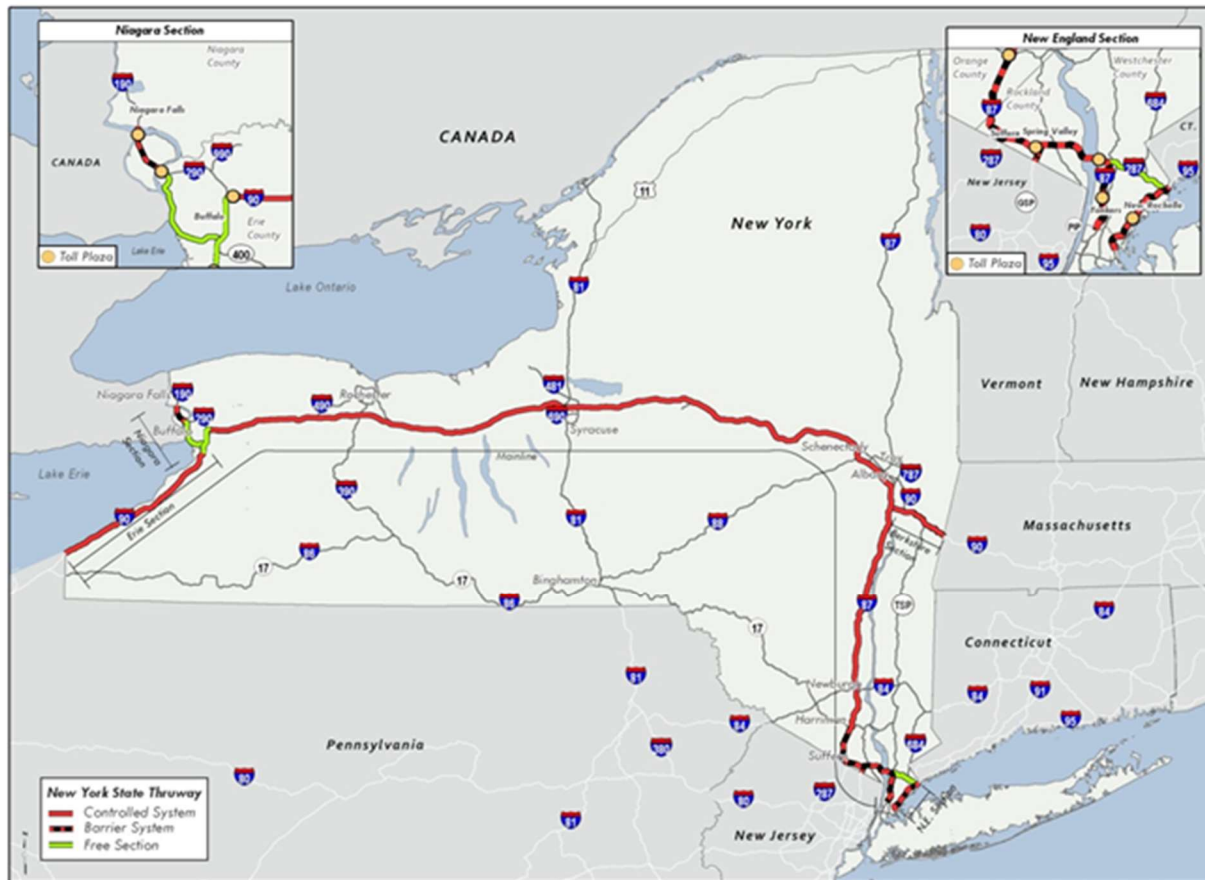 Niagara Section
Niagara
County
190
Niagara Falls
CANADA
990
290
90
Buffalo
Erie
County
Lake Erie
400
Toll Plaza
New England Section
Orange
County
Westchester
County
Rockland
County
87
684
CT.
Suffern
Spring Valley
287
287
95
87
New Jersey
GSP
Yonkers
New Rochelle
80
PIP
95
Toll Plaza
CANADA
11
New York
87
Lake Ontario
81
Vermont
New Hampshire
481
Niagara Falls
190
490
Rochester
290
690
Buffalo
Syracuse
Niagara
Section
Mainline
Schenectady
Troy
Albany
787
90
Lake Erie
390
90
Erie Section
81
88
Berkshire
Section
90
Massachusetts
86
17
17
Binghamton
86
87
TSP
84
17
Connecticut
81
Newburgh
84
84
91
95
Harriman
84
380
684
Pennsylvania
Suffern
80
287
80
81
New Jersey
N.E. Section
New York State Thruway
Controlled System
Barrier System
Free Section